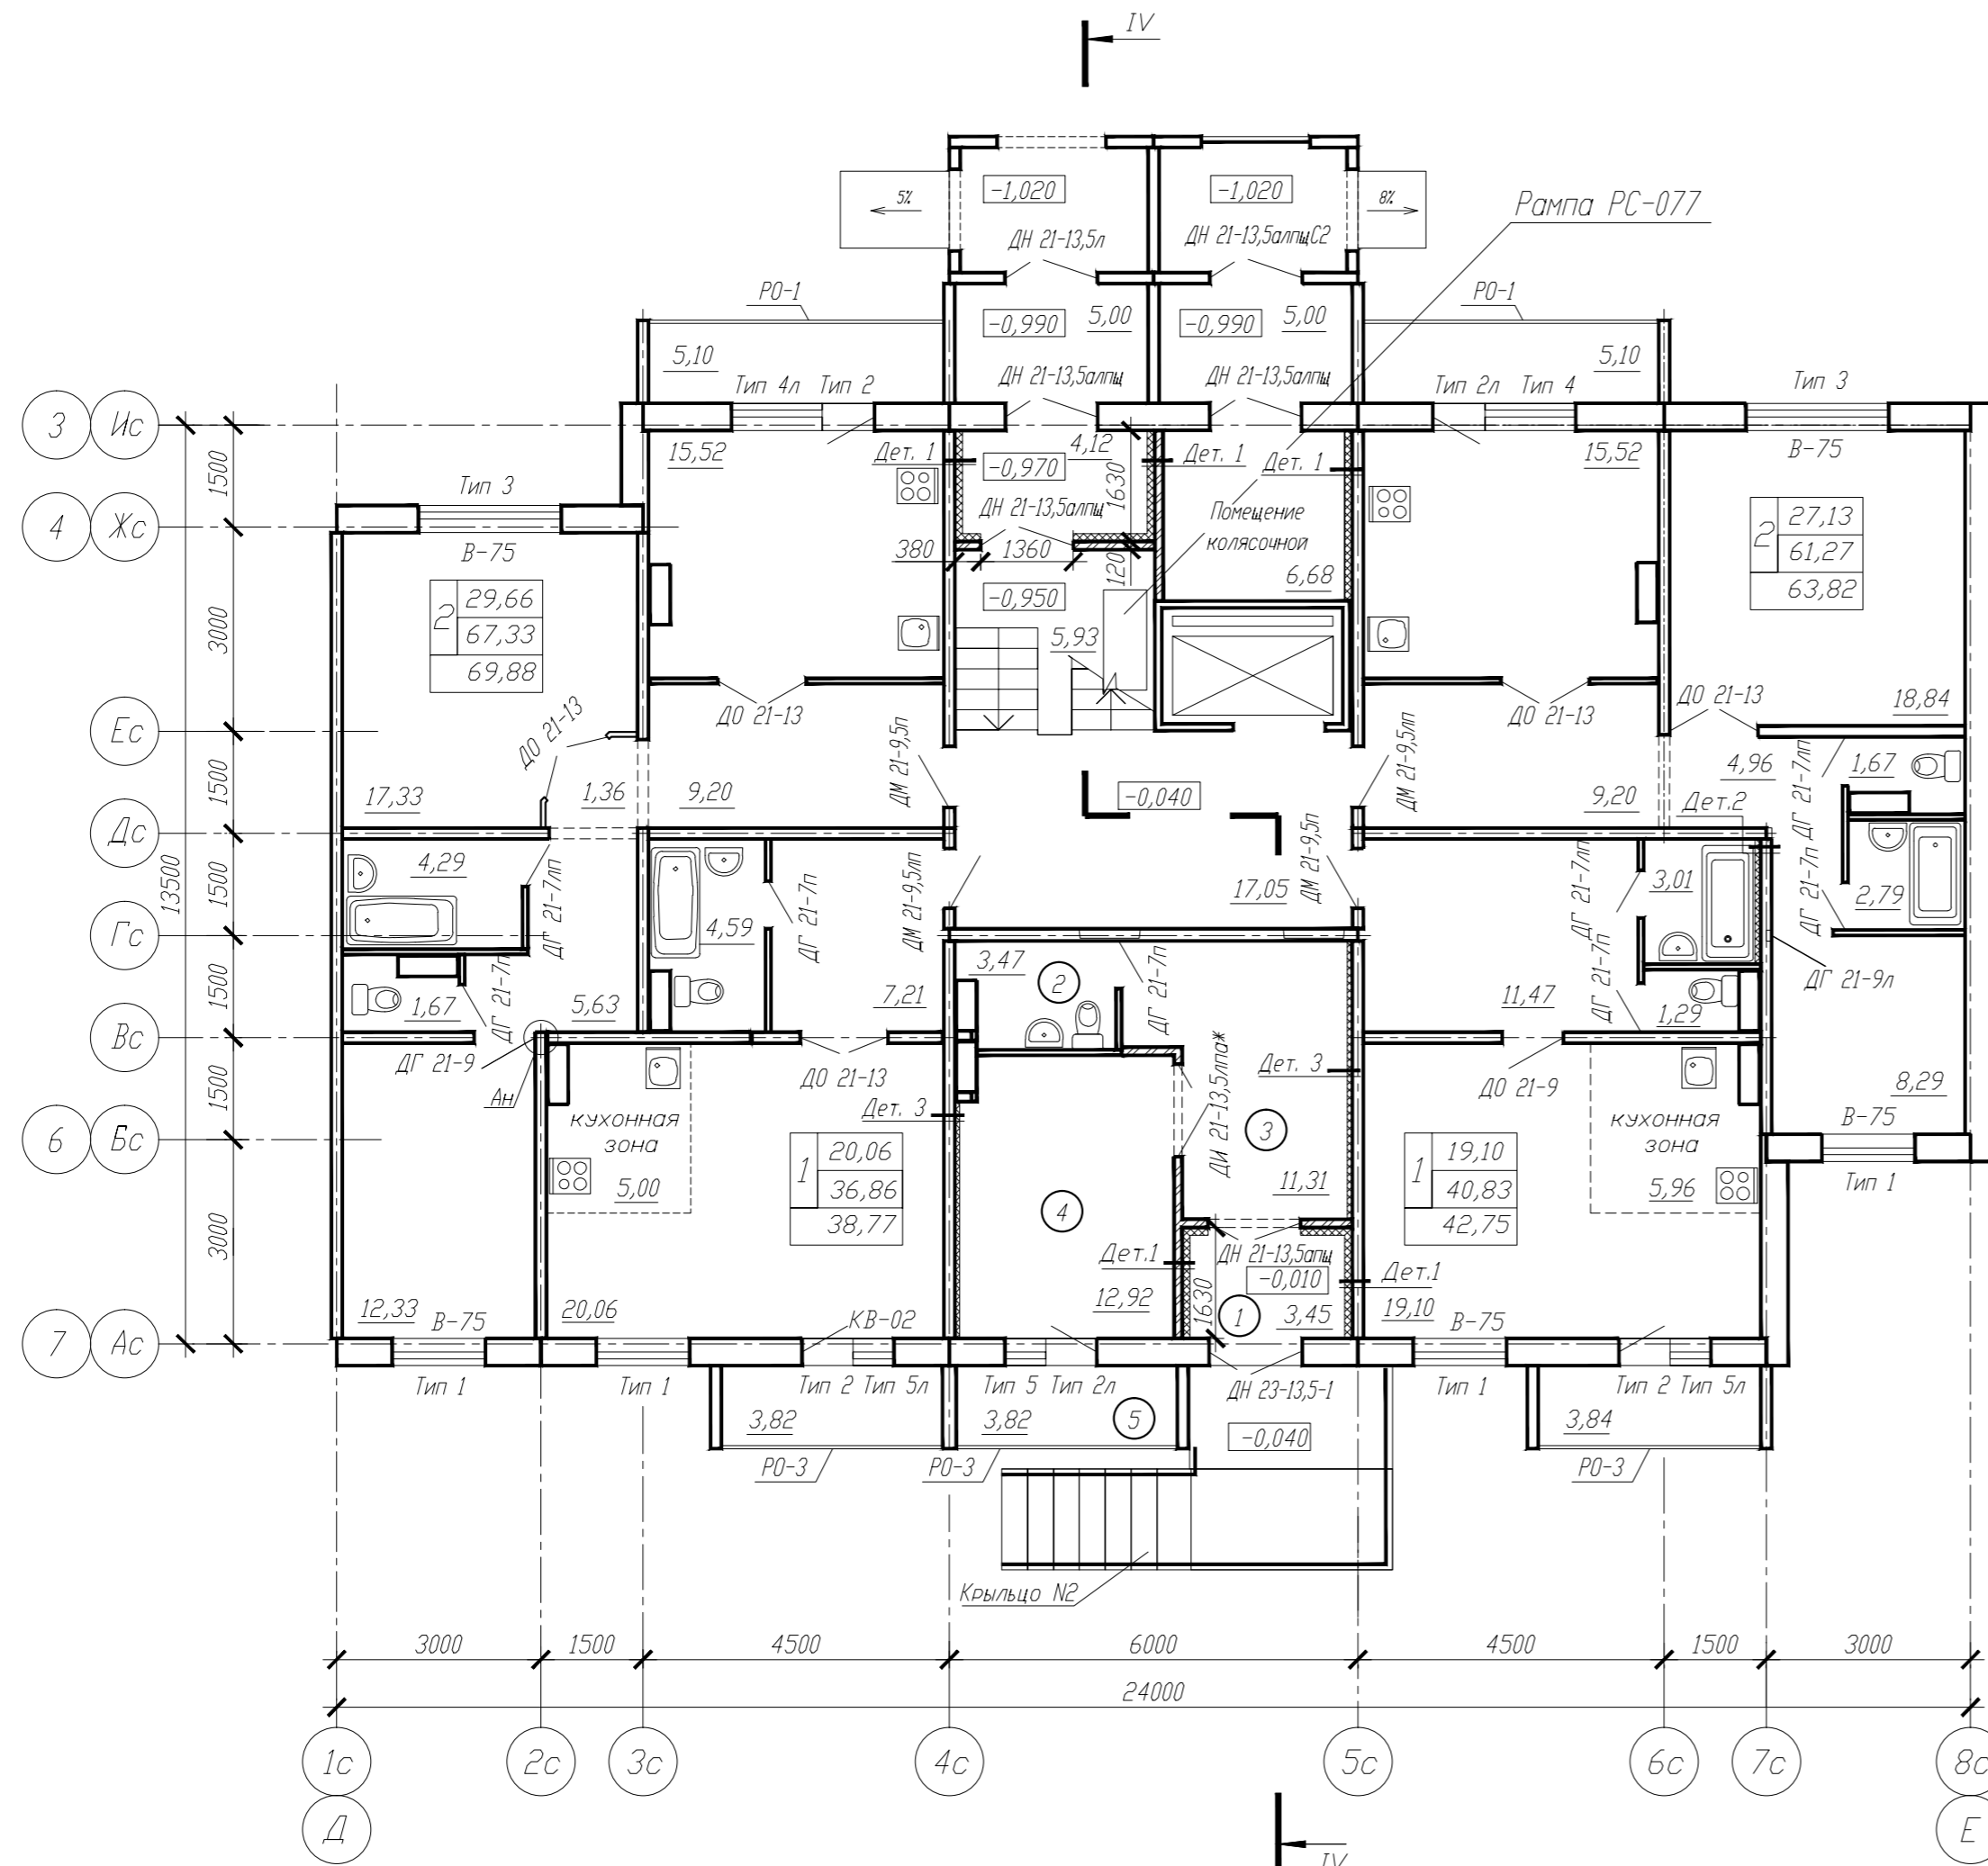 IV
-1,020
-1,020
5%
8%
Рампа РС-077
ДН 21-13,5л
ДН 21-13,5алпщС2
РО-1
РО-1
-0,990
5,00
-0,990
5,00
5,10
5,10
Тип 4л
Тип 2
ДН 21-13,5алпщ
ДН 21-13,5алпщ
Тип 2л
Тип 4
Тип 3
3
Ис
15,52
Дет. 1
4,12
-0,970
Дет. 1
Дет. 1
15,52
В-75
1500
Тип 3
1630
4
Жс
ДН 21-13,5алпщ
Помещение
колясочной
2
27,13
61,27
63,82
В-75
380
1360
120
6,68
2
29,66
67,33
69,88
-0,950
3000
5,93
ДО 21-13
ДО 21-13
ДО 21-13
ДО 21-13
18,84
Ес
ДМ 21-9,5п
ДМ 21-9,5лп
4,96
ДГ 21-7лп
1,67
1500
17,33
1,36
9,20
-0,040
9,20
Дет.2
Дс
13500
1500
4,29
ДГ 21-7лп
4,59
ДГ 21-7п
ДМ 21-9,5лп
17,05
ДМ 21-9,5п
ДГ 21-7лп
3,01
ДГ 21-7п
2,79
Гс
3,47
2
ДГ 21-7п
ДГ 21-9л
1500
1,67
ДГ 21-7п
5,63
7,21
11,47
ДГ 21-7п
1,29
Вс
ДГ 21-9
Ан
ДО 21-13
ДИ 21-13,5лпа*
Дет. 3
ДО 21-9
8,29
1500
Дет. 3
кухонная
зона
3
кухонная
зона
В-75
6
Бс
5,00
1
20,06
36,86
38,77
11,31
1
19,10
40,83
42,75
5,96
Тип 1
4
3000
Дет.1
ДН 21-13,5апщ
-0,010
Дет.1
12,33
В-75
20,06
КВ-02
12,92
1630
1
3,45
19,10
В-75
7
Ас
Тип 1
Тип 1
Тип 2
Тип 5л
Тип 5
Тип 2л
ДН 23-13,5-1
Тип 1
Тип 2
Тип 5л
3,82
3,82
5
-0,040
3,84
РО-3
РО-3
РО-3
Крыльцо N2
3000
1500
4500
6000
4500
1500
3000
24000
1с
2с
3с
4с
5с
6с
7с
8с
Д
Е
IV